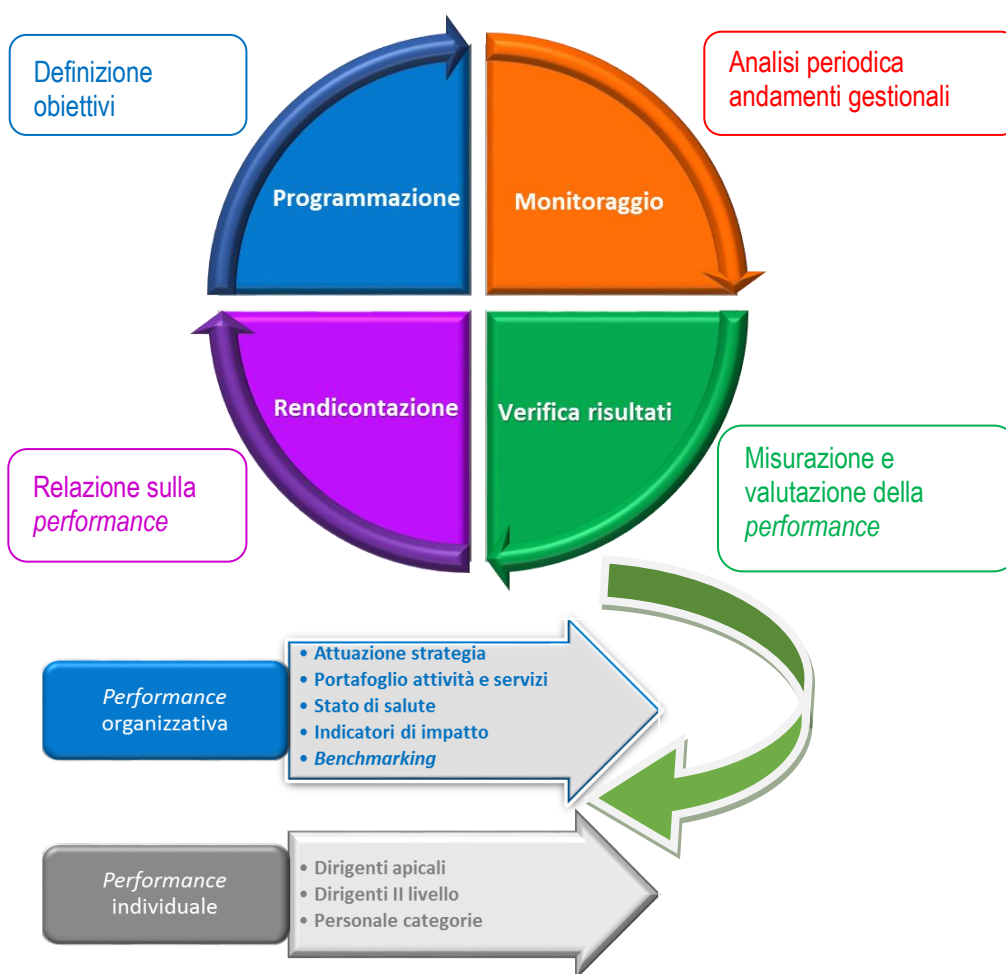 Definizione
obiettivi
Analisi periodica
andamenti gestionali
Programmazione
Monitoraggio
Rendicontazione
Verifica risultati
Relazione sulla
performance
Misurazione e
valutazione della
performance
Performance
organizzativa
• Attuazione strategia
• Portafoglio attività e servizi
• Stato di salute
• Indicatori di impatto
• Benchmarking
Performance
individuale
• Dirigenti apicali
• Dirigenti II livello
• Personale categorie